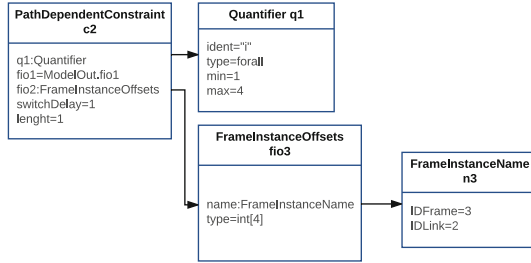 PathDependentConstraint
c2
q1:Quantifier
fio1=ModelOut.fio1
fio2:FrameInstanceOffsets
switchDelay=1
lenght=1
Quantifier q1
ident="i"
type=forall
min=1
max=4
FrameInstanceOffsets
fio3
name:FrameInstanceName
type=int[4]
FrameInstanceName
n3
IDFrame=3
IDLink=2